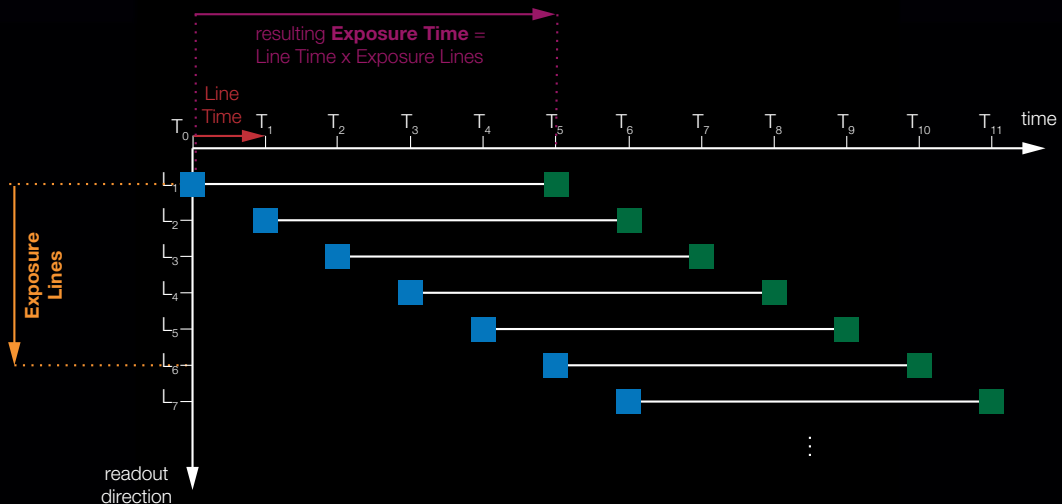 resulting Exposure Time =
Line Time x Exposure Lines
Line
Time
T₀
T₁
T₂
T₃
T₄
T₅
T₆
T₇
T₈
T₉
T₁₀
T₁₁
time
L₁
L₂
L₃
L₄
L₅
L₆
L₇
Exposure
Lines
⋮
readout
direction